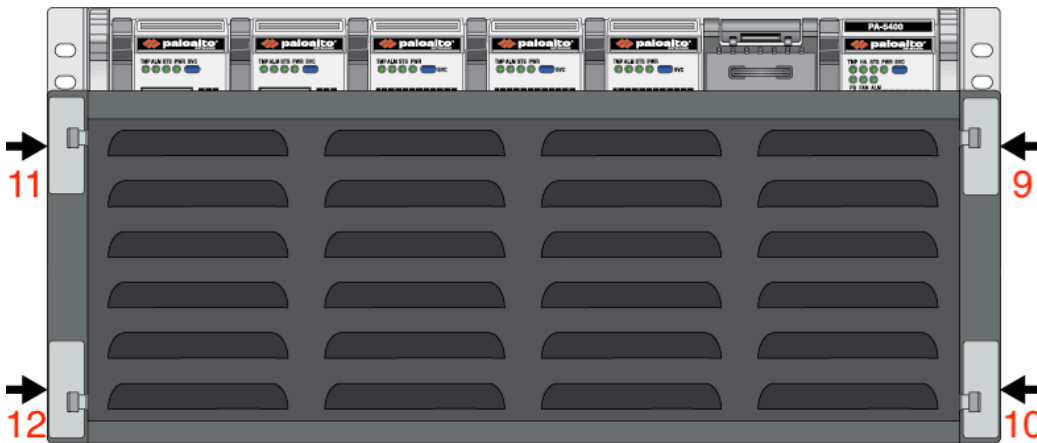 PA-5400
paloalto
paloalto
paloalto
paloalto
paloalto
paloalto
TMP ALM STS PWR SVC
TMP ALM STS PWR SVC
TMP ALM STS PWR SVC
TMP ALM STS PWR SVC
TMP ALM STS PWR SVC
TMP HA STS PWR SVC
PS FAN ALM
11
9
12
10